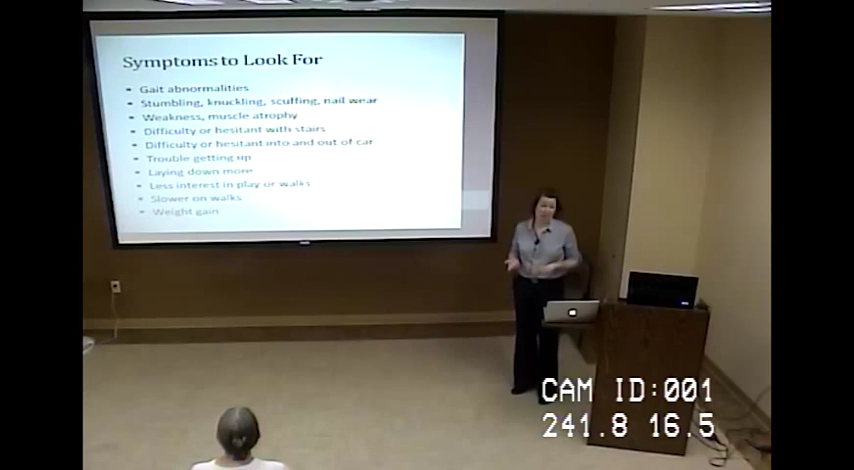 Symptoms to Look For
• Gait abnormalities
• Stumbling, knuckling, scuffing, nail wear
• Weakness, muscle atrophy
• Difficulty or hesitant with stairs
• Difficulty or hesitant into and out of car
• Trouble getting up
• Laying down more
• Less interest in play or walks
• Slower on walks
• Weight gain
CAM ID:001
241.8 16.5